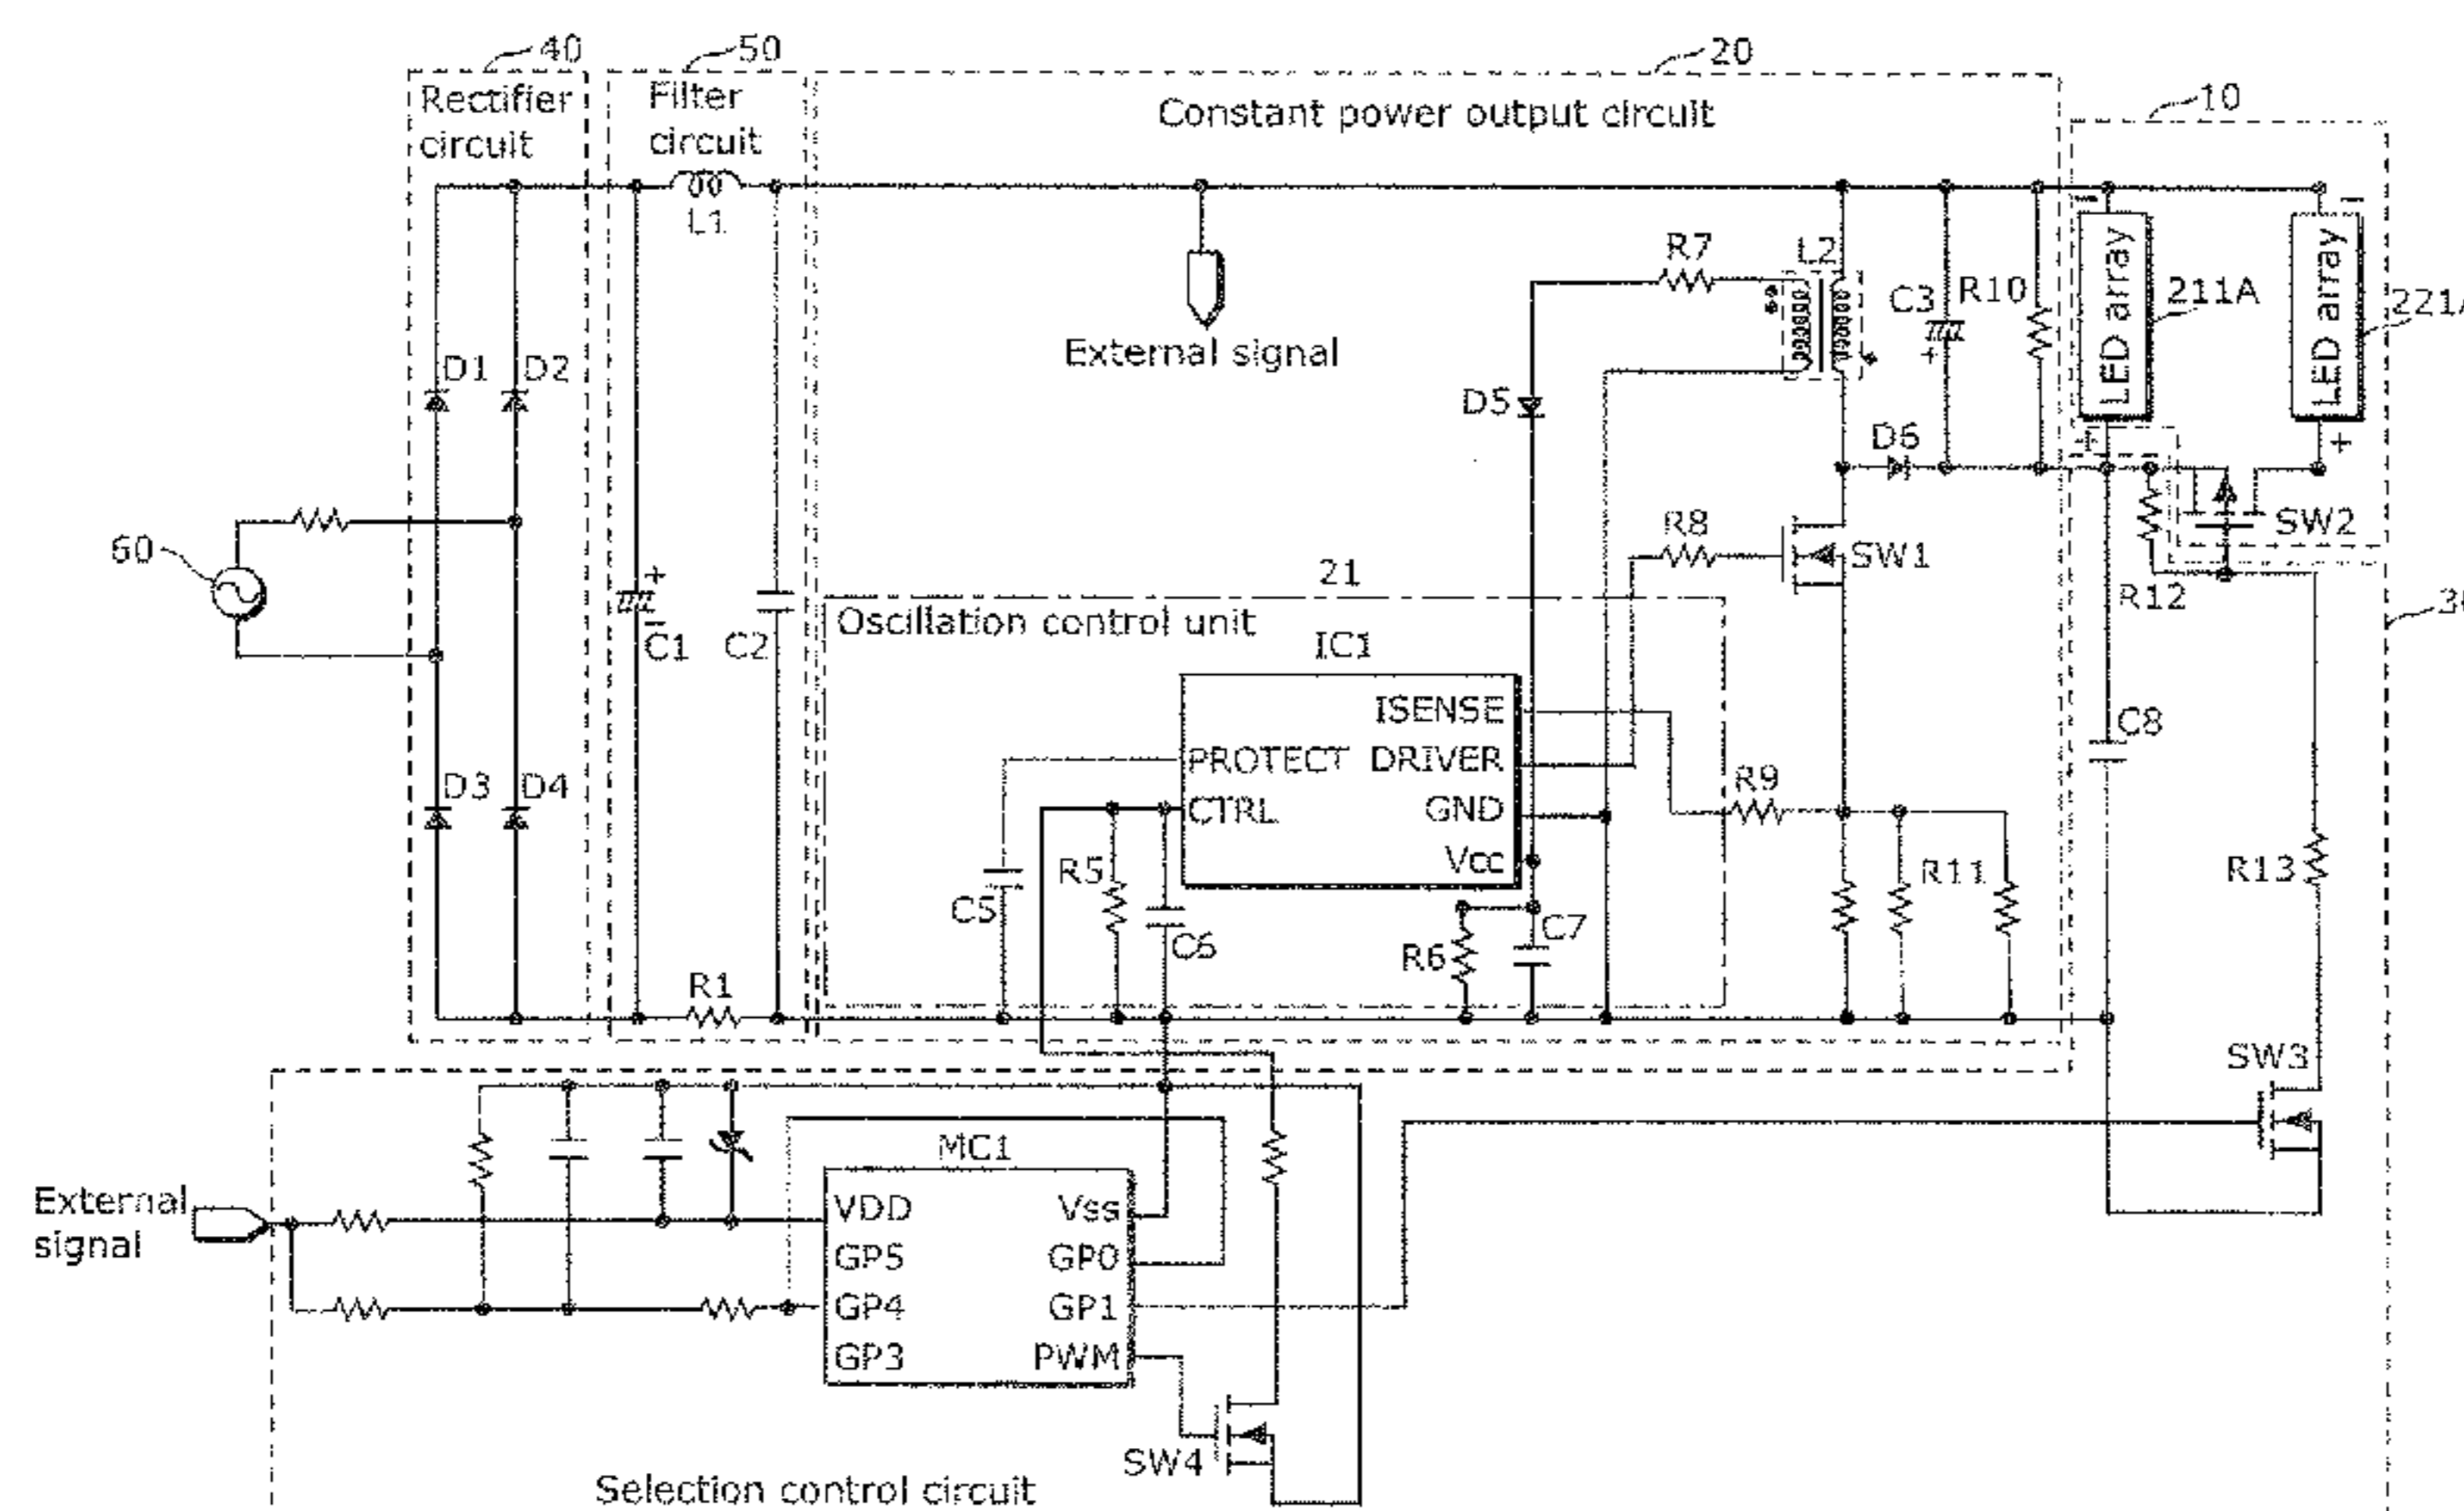 40
50
20
10
Rectifier
circuit
Filter
circuit
Constant power output circuit
L1
R7
L2
C3
R10
LED array
211A
LED array
External signal
D1
D2
D5
D6
+
+
60
R8
SW1
SW2
R12
21
+
−
C1
C2
Oscillation control unit
IC1
ISENSE
PROTECT
DRIVER
CTRL
GND
Vcc
R9
C8
C5
R5
C6
R6
C7
R11
R13
D3
D4
R1
SW3
MC1
External
signal
VDD
Vss
GP5
GP0
GP4
GP1
GP3
PWM
SW4
Selection control circuit